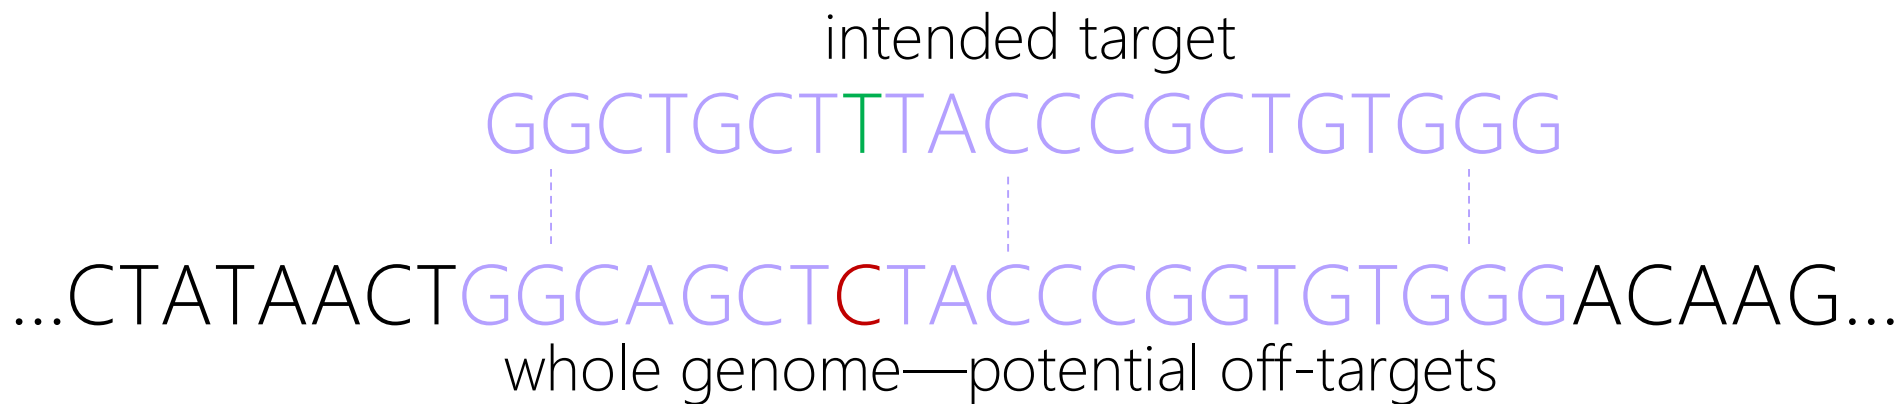 intended target
GGCTGCTTTACCCGCTGTGGG
...CTATAACTGGCAGCTCTACCCGGTGTGGGACAAG...
whole genome—potential off-targets